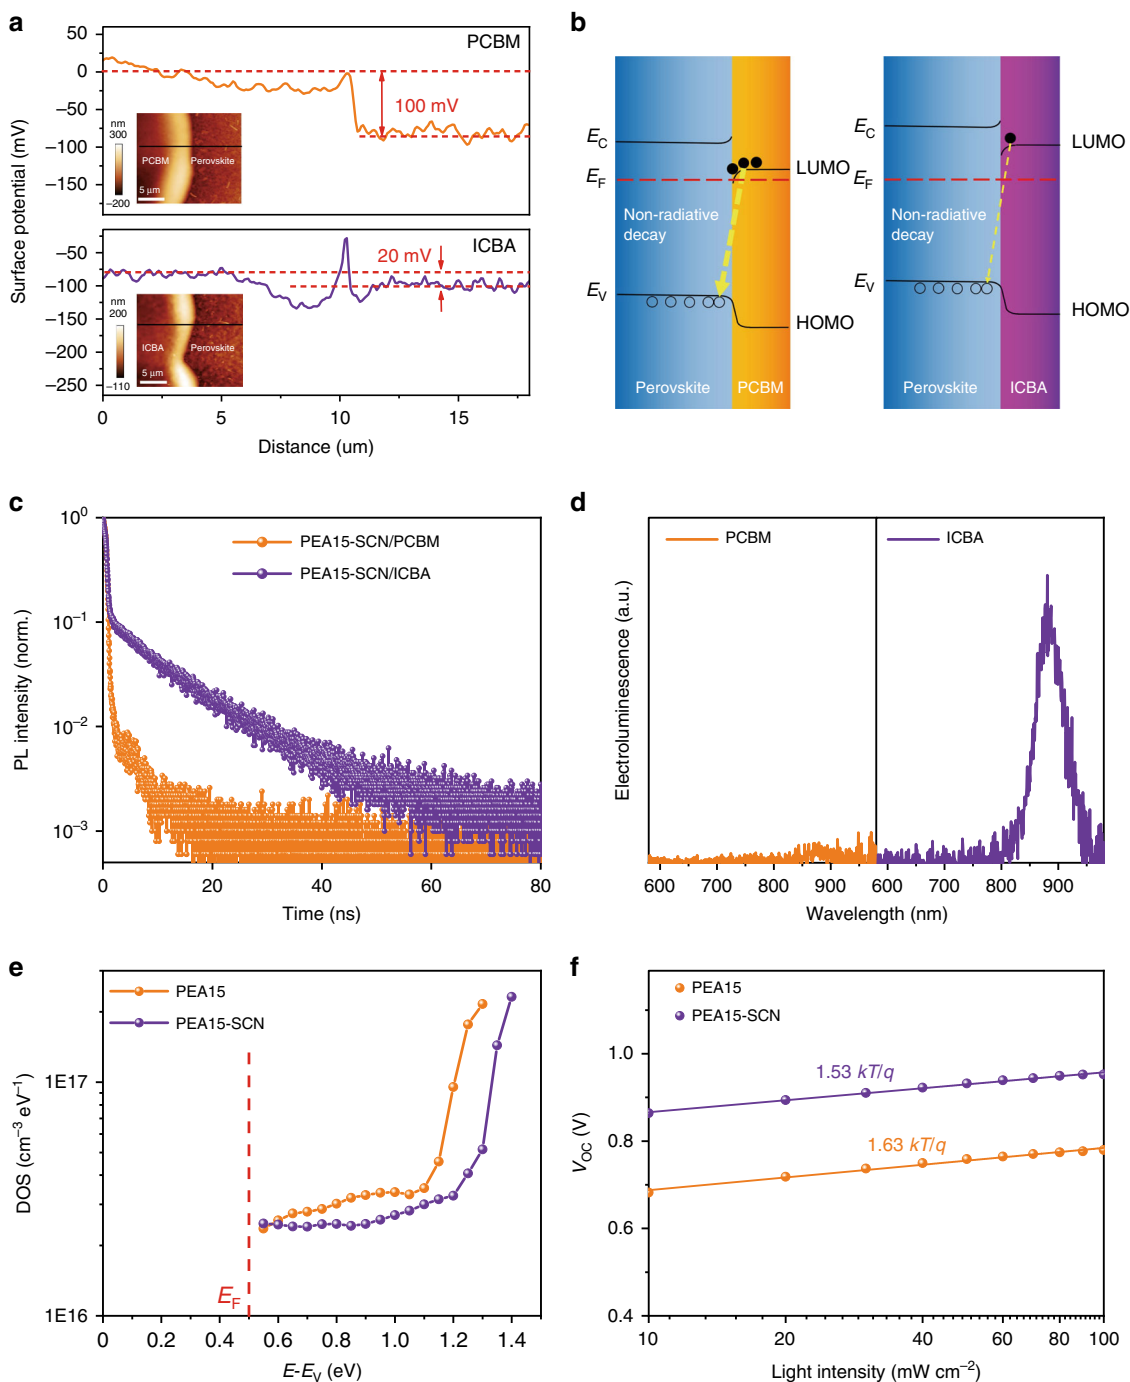 a
50
0
−50
−100
−150
PCBM
100 mV
nm
300
−200
PCBM
Perovskite
5 µm
Surface potential (mV)
−50
−100
−150
−200
−250
ICBA
20 mV
nm
200
−110
ICBA
Perovskite
5 µm
0 5 10 15
Distance (um)
b
EC
EF
EV
LUMO
HOMO
Non-radiative
decay
Perovskite
PCBM
EC
EF
EV
LUMO
HOMO
Non-radiative
decay
Perovskite
ICBA
c
10⁰
10⁻¹
10⁻²
10⁻³
PL intensity (norm.)
PEA15-SCN/PCBM
PEA15-SCN/ICBA
0 20 40 60 80
Time (ns)
d
PCBM
ICBA
Electroluminescence (a.u.)
600 700 800 900 600 700 800 900
Wavelength (nm)
e
PEA15
PEA15-SCN
1E17
1E16
DOS (cm⁻³ eV⁻¹)
EF
0 0.2 0.4 0.6 0.8 1.0 1.2 1.4
E-EV (eV)
f
PEA15
PEA15-SCN
1.0
0.8
0.6
0.4
VOC (V)
1.53 kT/q
1.63 kT/q
10 20 40 60 80 100
Light intensity (mW cm⁻²)